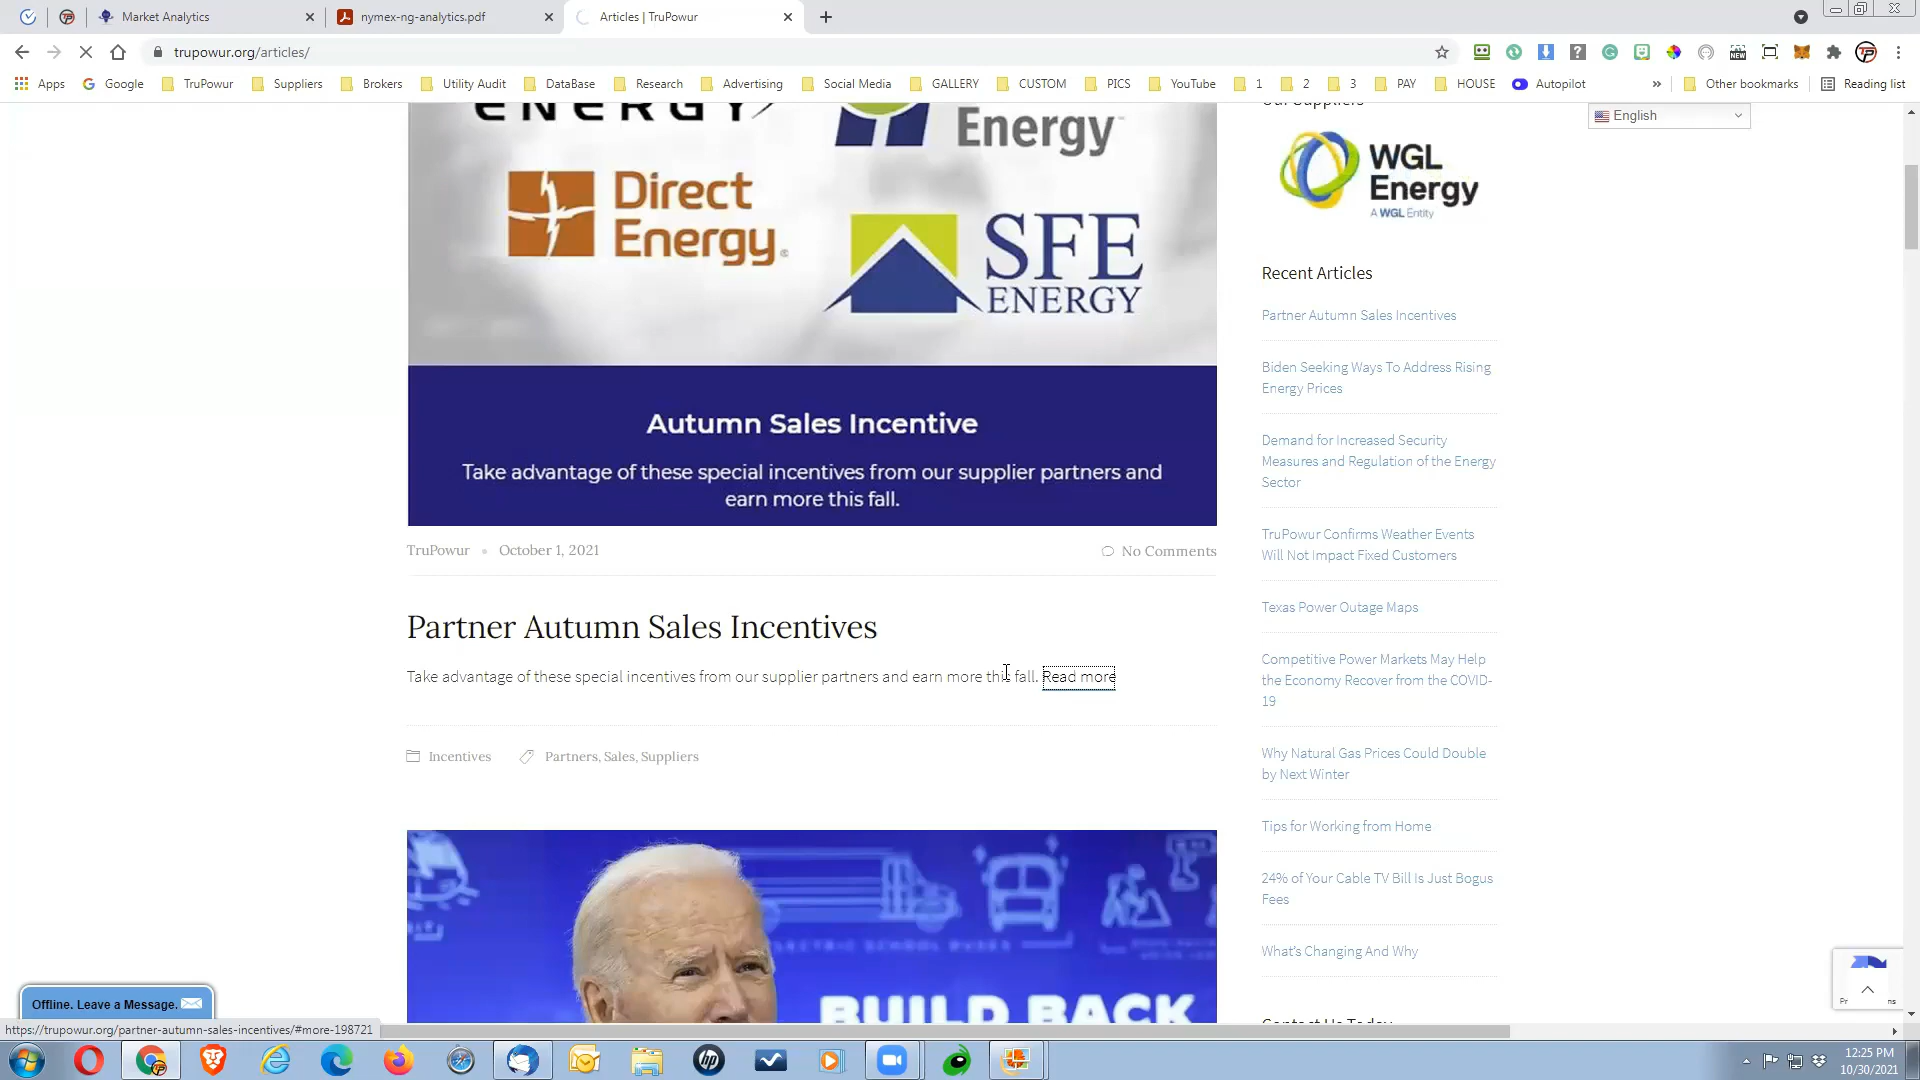 Market Analytics
nymex-ng-analytics.pdf
Articles | TruPowur
trupowur.org/articles/
Apps
Google
TruPowur
Suppliers
Brokers
Utility Audit
DataBase
Research
Advertising
Social Media
GALLERY
CUSTOM
PICS
YouTube
1
2
3
PAY
HOUSE
Autopilot
»
Other bookmarks
Reading list
ENERGY
Energy
Direct
Energy
SFE
ENERGY
Autumn Sales Incentive
Take advantage of these special incentives from our supplier partners and
earn more this fall.
TruPowur • October 1, 2021
No Comments
Partner Autumn Sales Incentives
Take advantage of these special incentives from our supplier partners and earn more this fall. Read more
Incentives
Partners, Sales, Suppliers
BUILD BACK
Our Suppliers
English
WGL
Energy
A WGL Entity
Recent Articles
Partner Autumn Sales Incentives
Biden Seeking Ways To Address Rising
Energy Prices
Demand for Increased Security
Measures and Regulation of the Energy
Sector
TruPowur Confirms Weather Events
Will Not Impact Fixed Customers
Texas Power Outage Maps
Competitive Power Markets May Help
the Economy Recover from the COVID-
19
Why Natural Gas Prices Could Double
by Next Winter
Tips for Working from Home
24% of Your Cable TV Bill Is Just Bogus
Fees
What's Changing And Why
Contact Us Today
Offline. Leave a Message.
https://trupowur.org/partner-autumn-sales-incentives/#more-198721
12:25 PM
10/30/2021